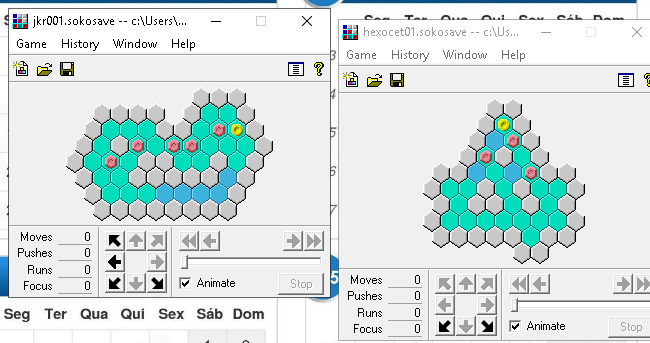 jkr001.sokosave -- c:\Users\...
Game History Window Help
Moves 0
Pushes 0
Runs 0
Focus 0
Animate
Stop
Seg Ter Qua Qui Sex Sáb Dom
Seg Ter Qua Qui Sex Sáb Dom
hexocet01.sokosave -- c:\Us...
Game History Window Help
Moves 0
Pushes 0
Runs 0
Focus 0
Animate
Stop